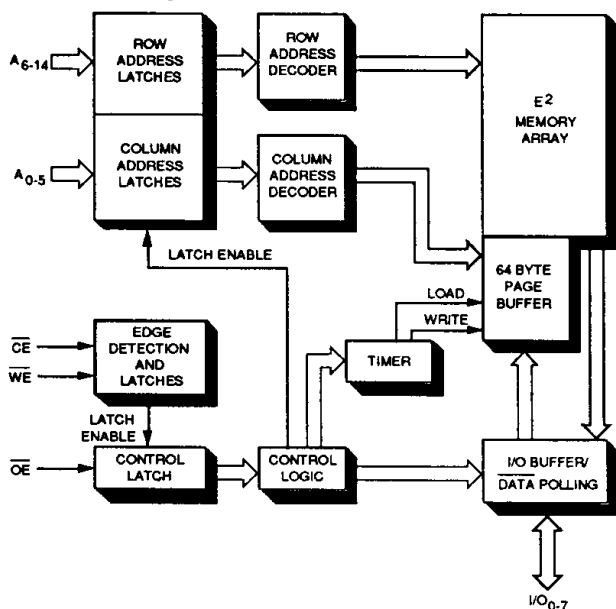 ROW
ADDRESS
LATCHES
ROW
ADDRESS
DECODER
E2
MEMORY
ARRAY
A6-14
COLUMN
ADDRESS
LATCHES
COLUMN
ADDRESS
DECODER
A0-5
LATCH ENABLE
64 BYTE
PAGE
BUFFER
LOAD
WRITE
TIMER
EDGE
DETECTION
AND
LATCHES
CE
WE
LATCH
ENABLE
OE
CONTROL
LATCH
CONTROL
LOGIC
I/O BUFFER/
DATA POLLING
I/O0-7